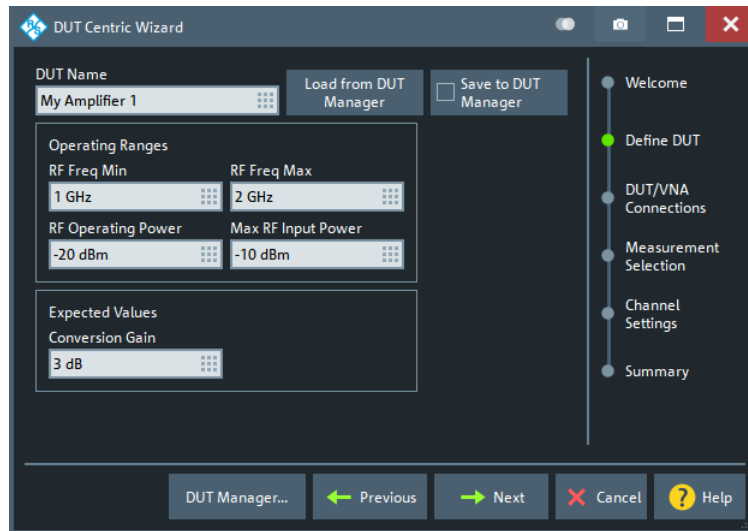 DUT Centric Wizard
DUT Name
My Amplifier 1
Load from DUT
Manager
Save to DUT
Manager
Operating Ranges
RF Freq Min
RF Freq Max
1 GHz
2 GHz
RF Operating Power
Max RF Input Power
-20 dBm
-10 dBm
Expected Values
Conversion Gain
3 dB
Welcome
Define DUT
DUT/VNA
Connections
Measurement
Selection
Channel
Settings
Summary
DUT Manager...
Previous
Next
Cancel
? Help